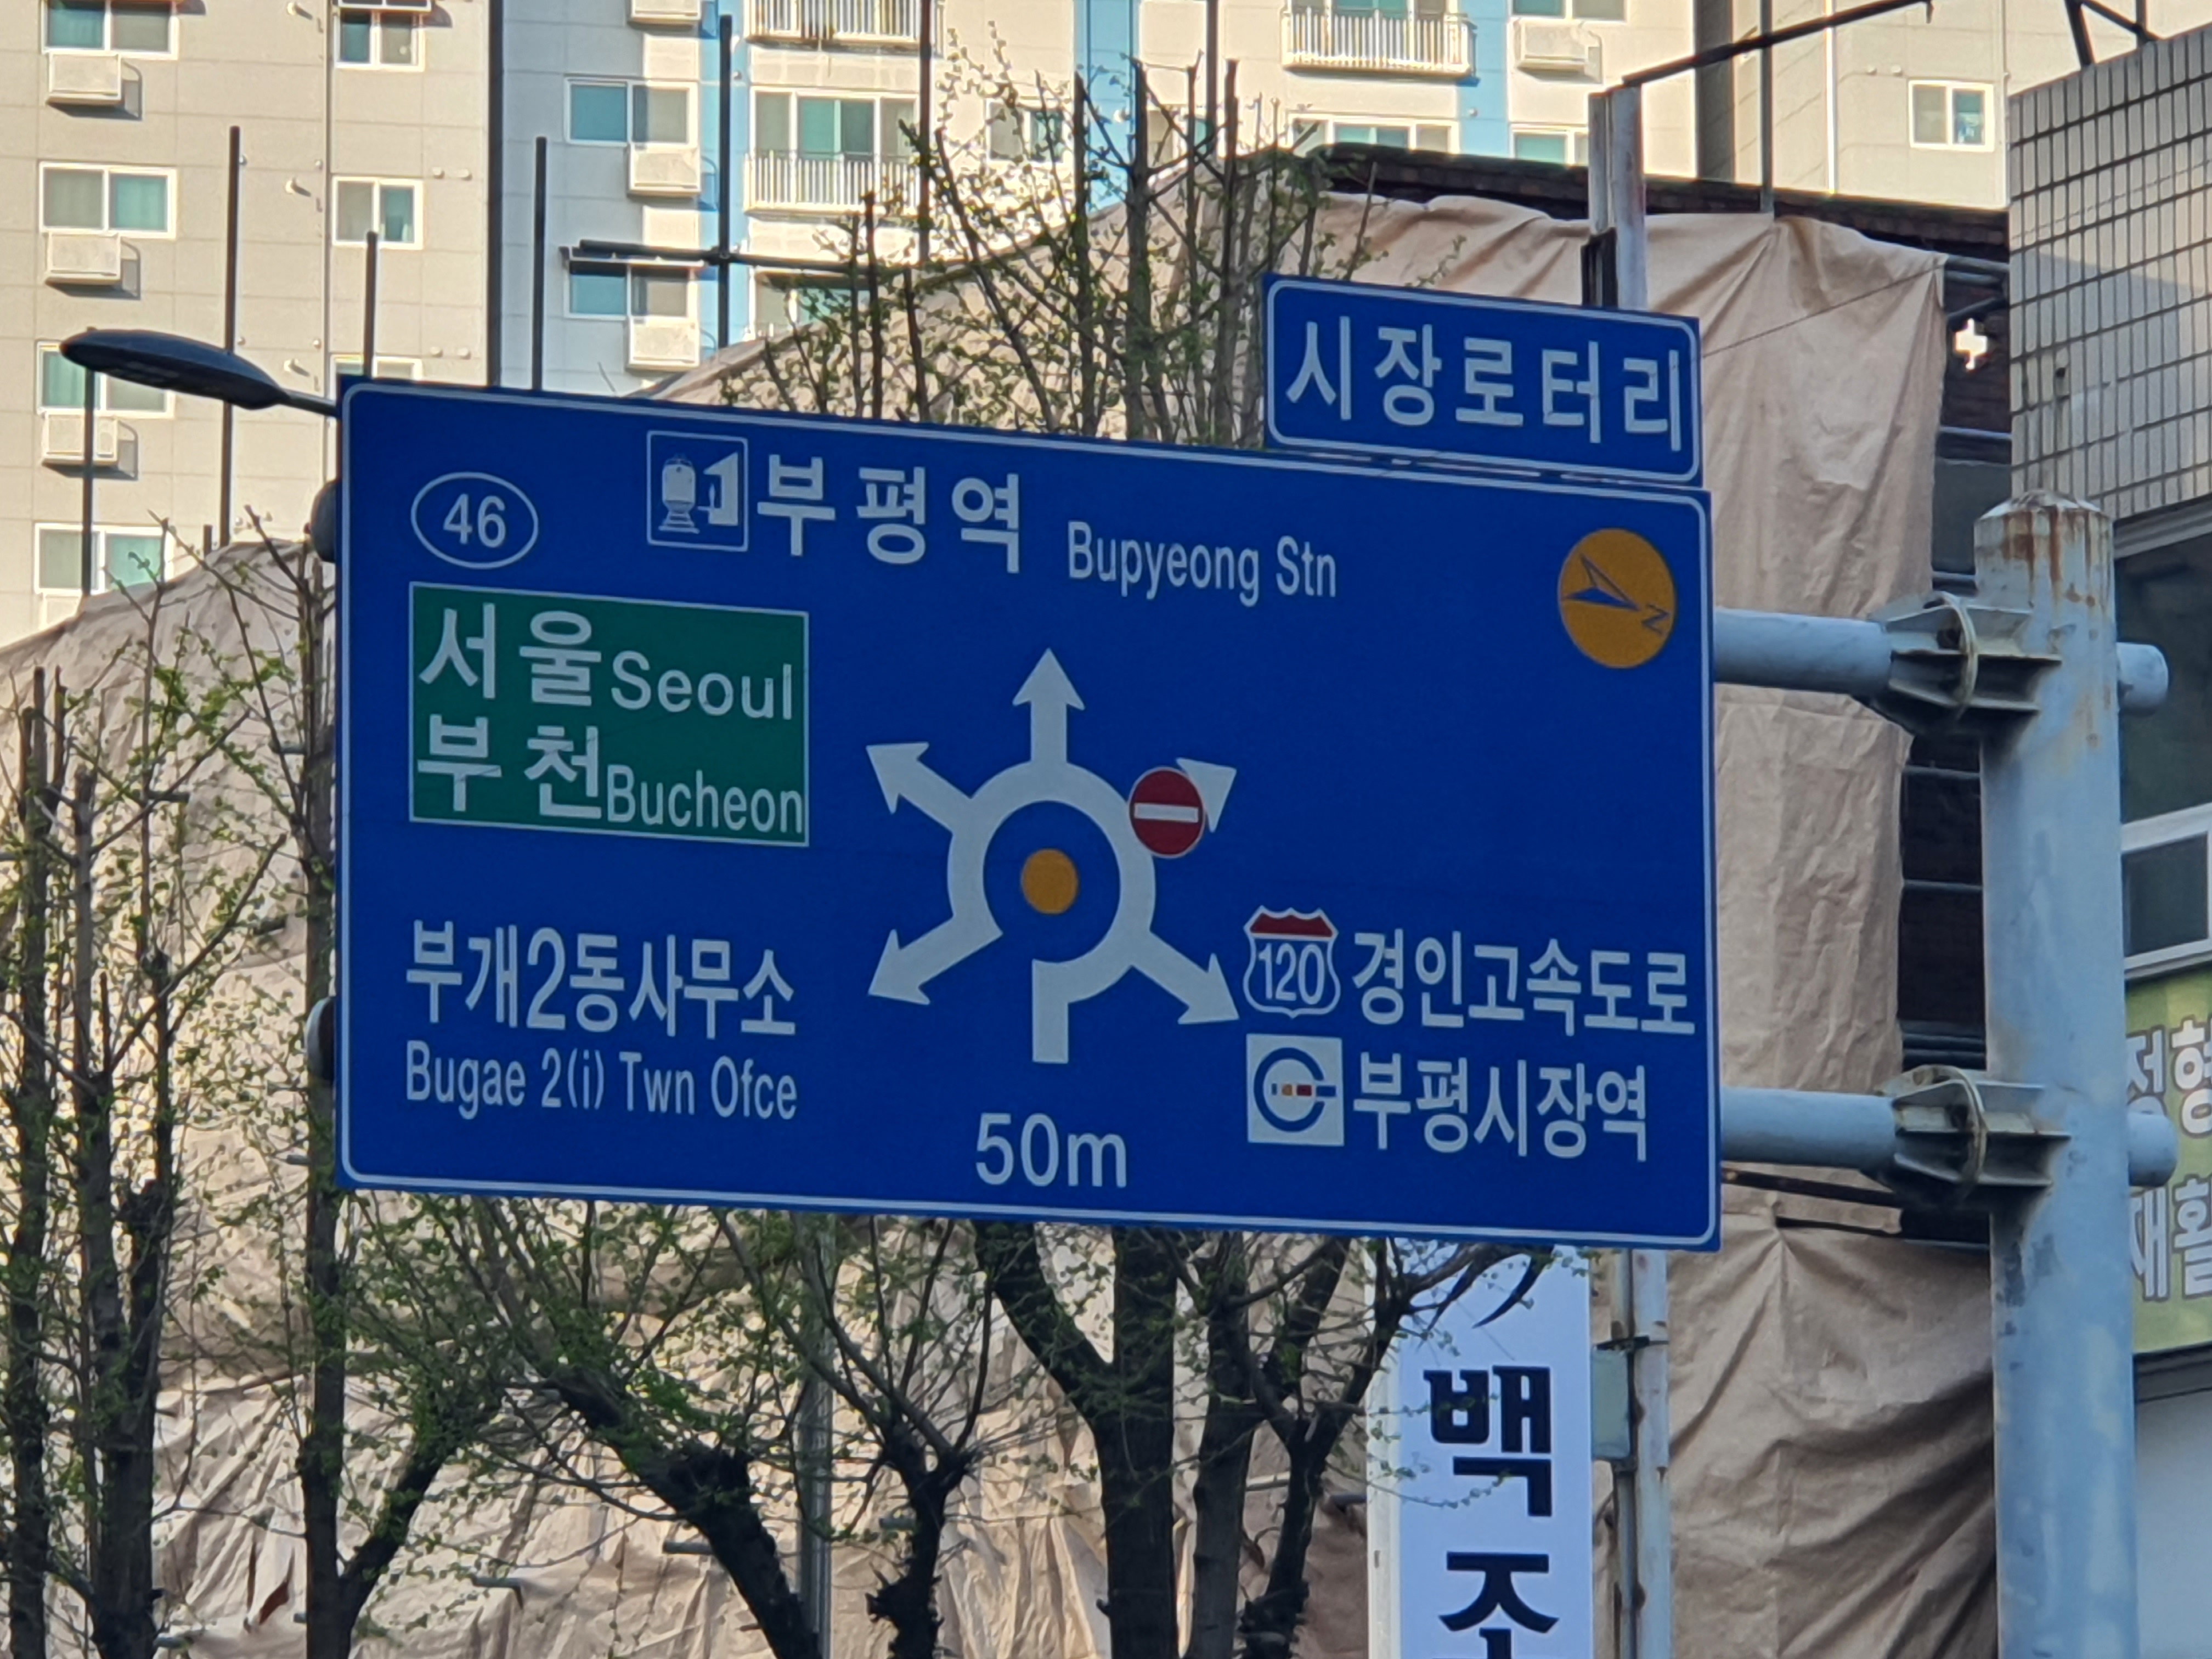 시장로터리
46
부평역 Bupyeong Stn
N
서울 Seoul
부천 Bucheon
부개2동사무소
Bugae 2(i) Twn Ofce
120 경인고속도로
부평시장역
50m
백
조